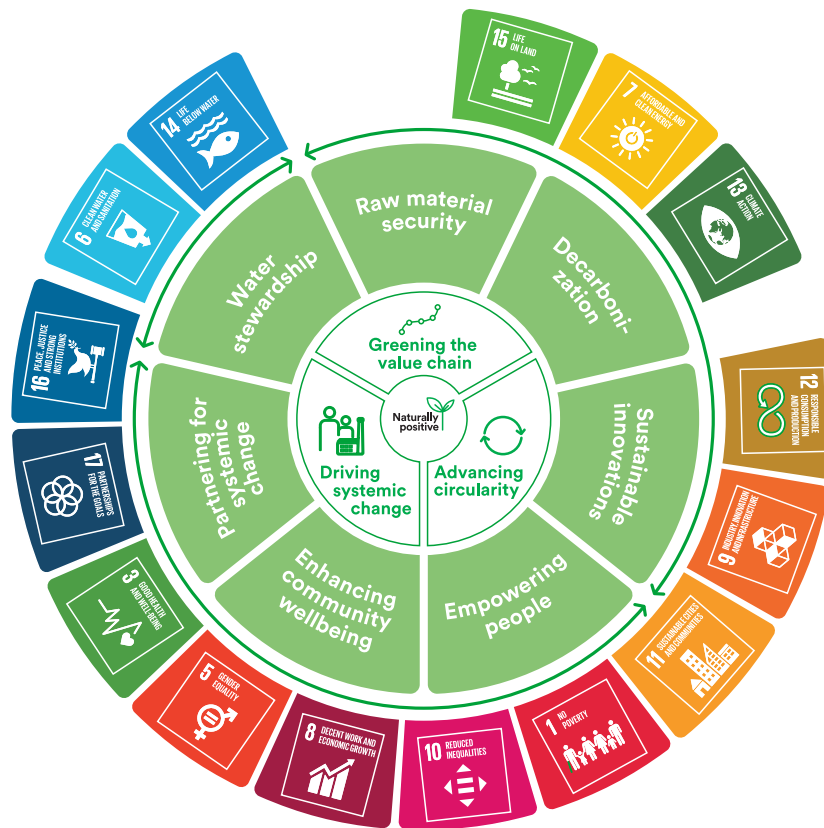 15 LIFE
ON LAND
7 AFFORDABLE AND
CLEAN ENERGY
13 CLIMATE
ACTION
12 RESPONSIBLE
CONSUMPTION
AND PRODUCTION
9 INDUSTRY, INNOVATION
AND INFRASTRUCTURE
11 SUSTAINABLE CITIES
AND COMMUNITIES
1 NO
POVERTY
10 REDUCED
INEQUALITIES
8 DECENT WORK AND
ECONOMIC GROWTH
5 GENDER
EQUALITY
3 GOOD HEALTH
AND WELL-BEING
17 PARTNERSHIPS
FOR THE GOALS
16 PEACE, JUSTICE
AND STRONG
INSTITUTIONS
6 CLEAN WATER
AND SANITATION
14 LIFE
BELOW WATER
Raw material
security
Decarboni-
zation
Sustainable
innovations
Empowering
people
Enhancing
community
wellbeing
Partnering for
systemic
change
Water
stewardship
Greening the
value chain
Advancing
circularity
Driving
systemic
change
Naturally
positive